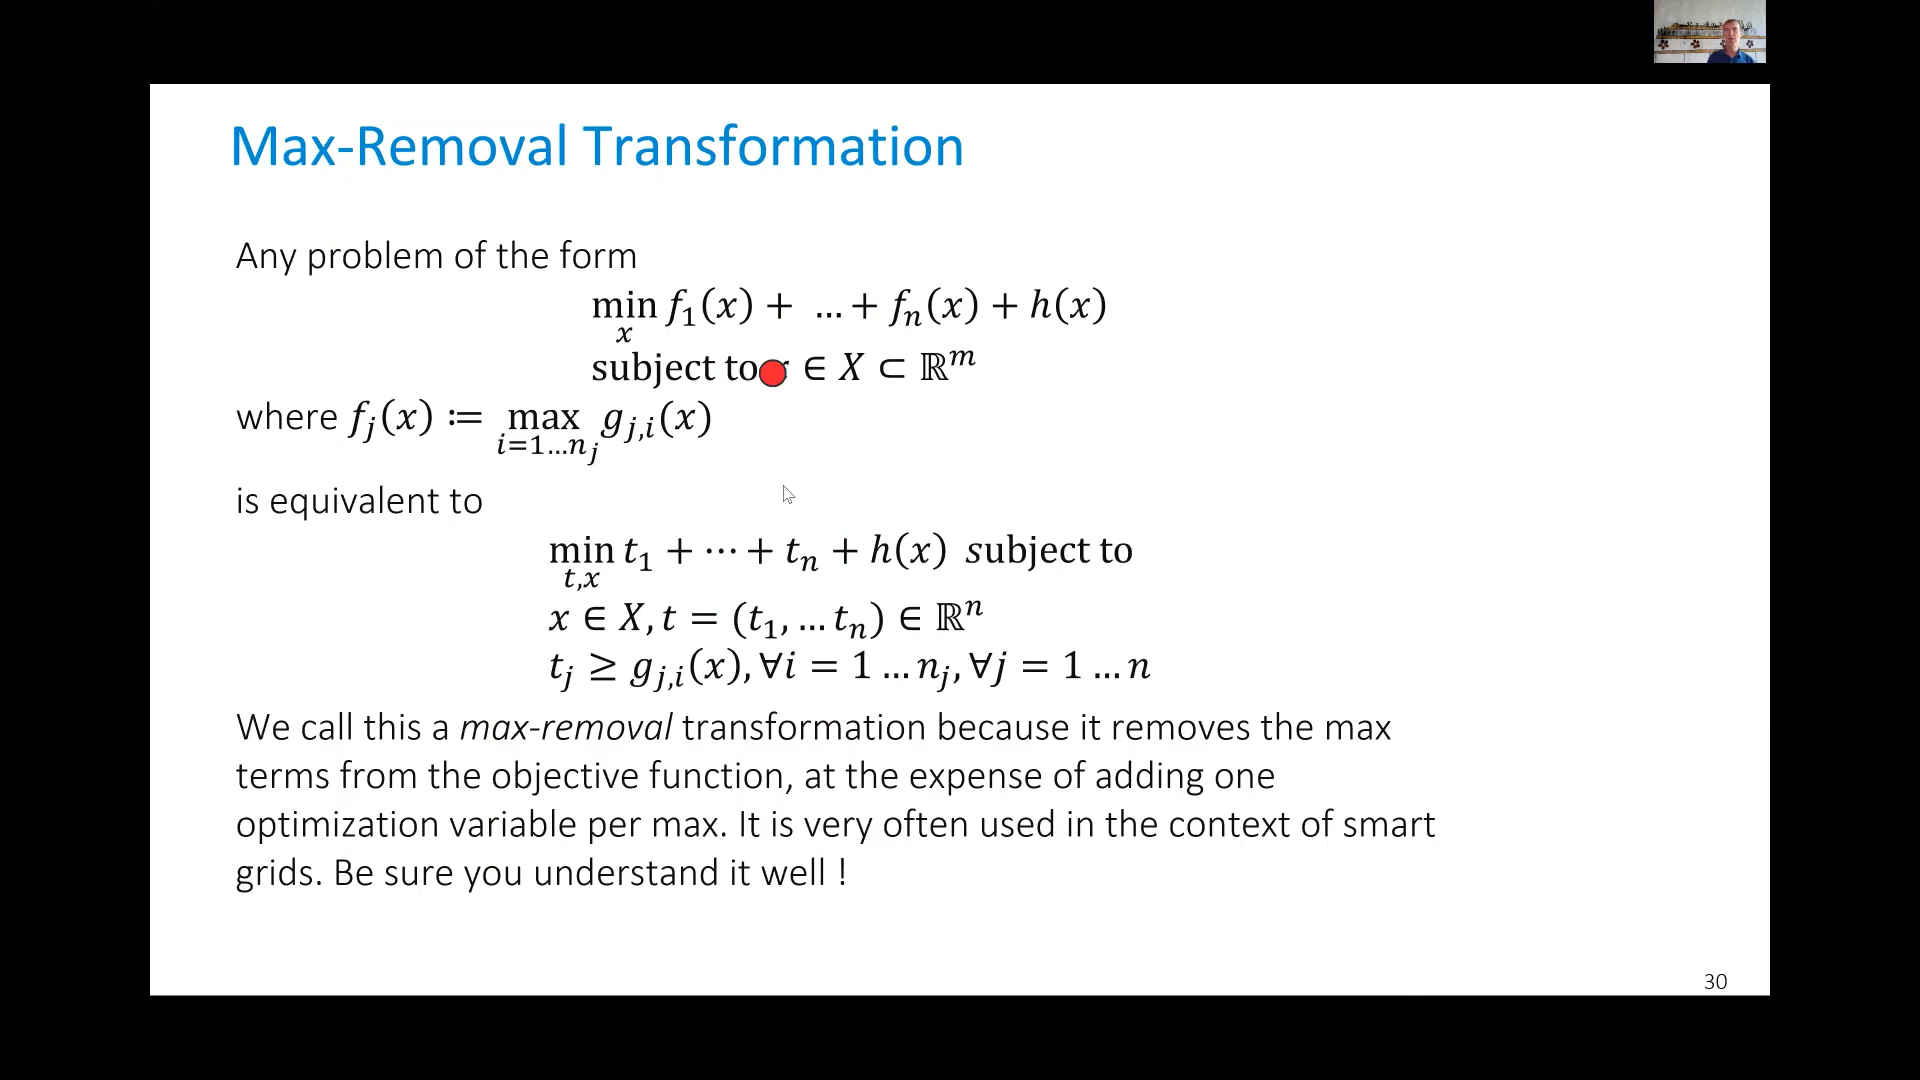 Max-Removal Transformation
Any problem of the form
min f₁(x) + … + fₙ(x) + h(x)
x
subject to ∈ X ⊂ ℝᵐ
where fⱼ(x) ≔ max gⱼ,ᵢ(x)
i=1…nⱼ
is equivalent to
min t₁ + ⋯ + tₙ + h(x) subject to
t,x
x ∈ X, t = (t₁, … tₙ) ∈ ℝⁿ
tⱼ ≥ gⱼ,ᵢ(x), ∀i = 1 … nⱼ, ∀j = 1 … n
We call this a max-removal transformation because it removes the max
terms from the objective function, at the expense of adding one
optimization variable per max. It is very often used in the context of smart
grids. Be sure you understand it well !
30